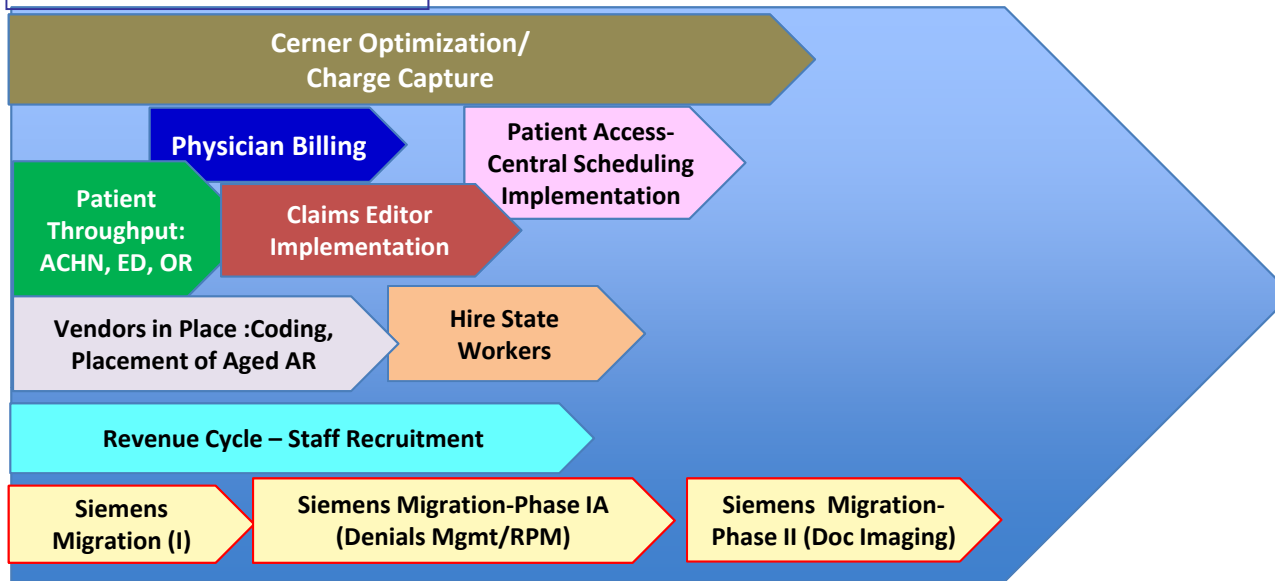 Cerner Optimization/
Charge Capture
Physician Billing
Patient Access-
Central Scheduling
Implementation
Patient
Throughput:
ACHN, ED, OR
Claims Editor
Implementation
Vendors in Place :Coding,
Placement of Aged AR
Hire State
Workers
Revenue Cycle – Staff Recruitment
Siemens
Migration (I)
Siemens Migration-Phase IA
(Denials Mgmt/RPM)
Siemens  Migration-
Phase II (Doc Imaging)